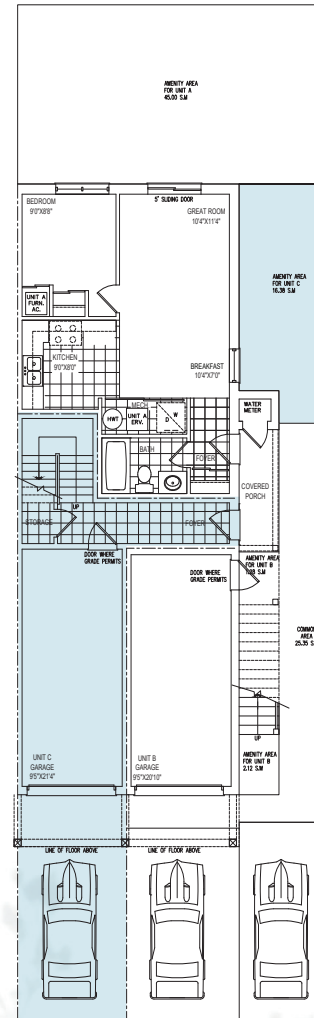 AMENITY AREA
FOR UNIT A
45.00 S.M
BEDROOM
9'0"X8'8"
5' SLIDING DOOR
GREAT ROOM
10'4"X11'4"
AMENITY AREA
FOR UNIT C
16.38 S.M
UNIT A
FURN.
AC.
KITCHEN
9'0"X8'0"
BREAKFAST
10'4"X7'0"
MECH
HWT
UNIT A
ERV.
W
D
WATER
METER
BATH
FOYER
COVERED
PORCH
UP
STORAGE
FOYER
DOOR WHERE
GRADE PERMITS
AMENITY AREA
FOR UNIT B
S.M
DOOR WHERE
GRADE PERMITS
COMMON
AREA
25.35 S
UP
UNIT C
GARAGE
9'5"X21'4"
UNIT B
GARAGE
9'5"X20'10"
AMENITY AREA
FOR UNIT B
2.12 S.M
LINE OF FLOOR ABOVE
LINE OF FLOOR ABOVE